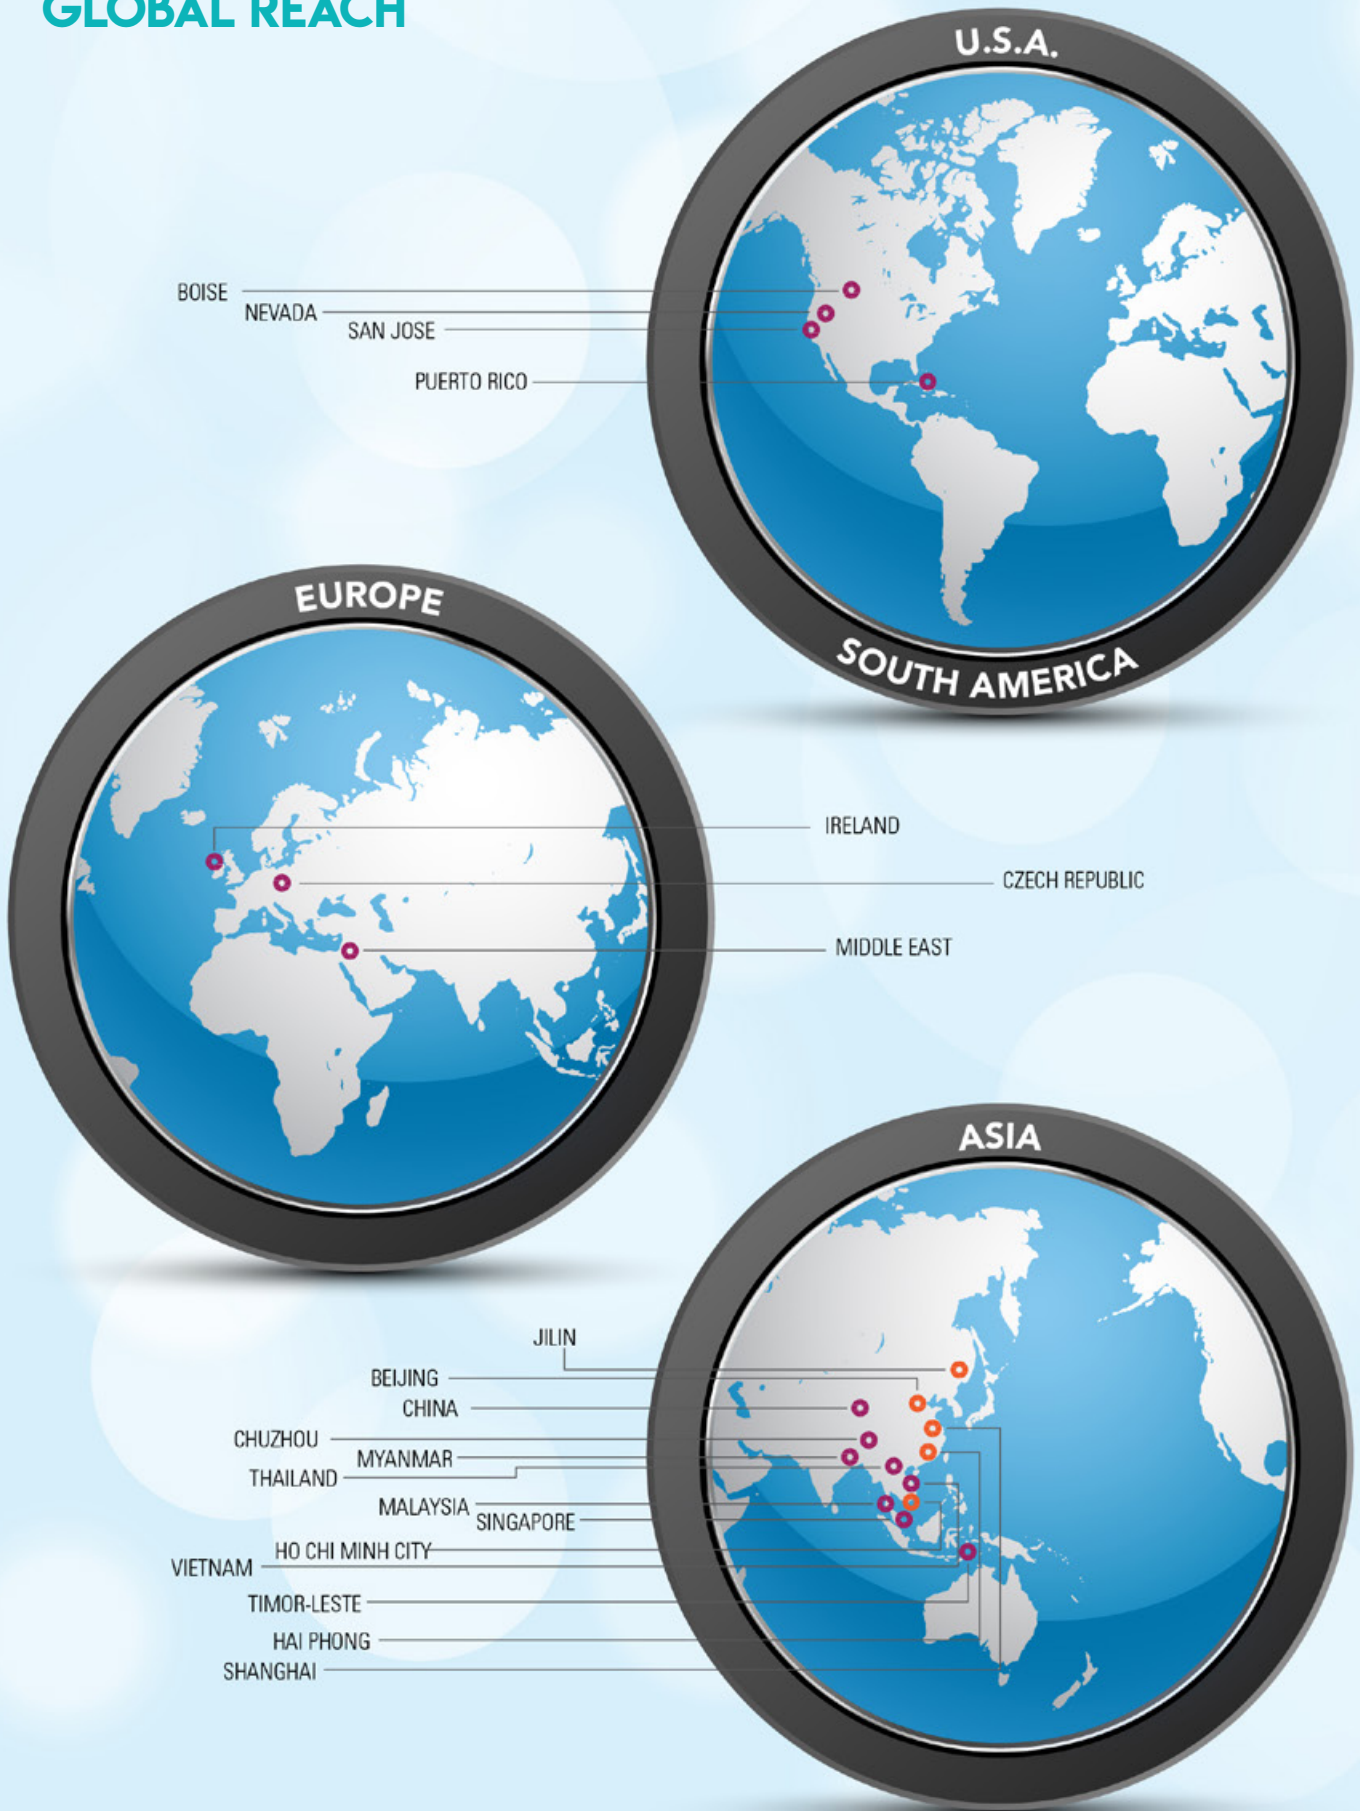 GLOBAL REACH
U.S.A.
BOISE
NEVADA
SAN JOSE
PUERTO RICO
SOUTH AMERICA
EUROPE
IRELAND
CZECH REPUBLIC
MIDDLE EAST
ASIA
JILIN
BEIJING
CHINA
CHUZHOU
MYANMAR
THAILAND
MALAYSIA
SINGAPORE
HO CHI MINH CITY
VIETNAM
TIMOR-LESTE
HAI PHONG
SHANGHAI